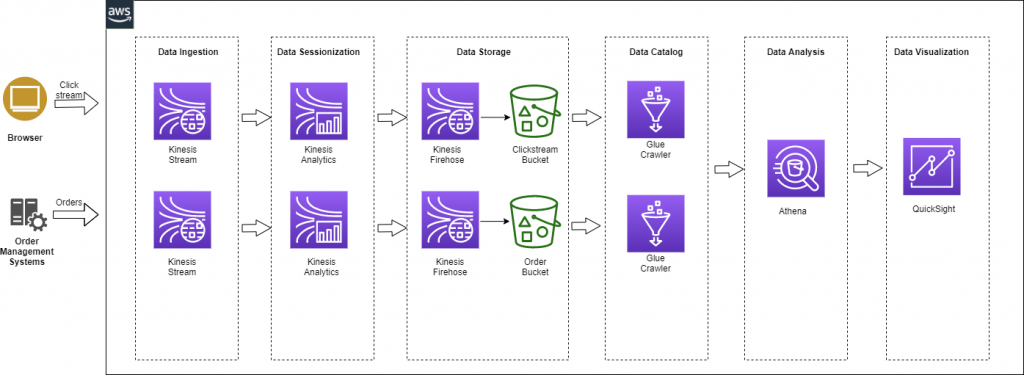 aws
Data Ingestion
Data Sessionization
Data Storage
Data Catalog
Data Analysis
Data Visualization
Click
stream
Browser
Kinesis
Stream
Kinesis
Analytics
Kinesis
Firehose
Clickstream
Bucket
Glue
Crawler
Athena
QuickSight
Orders
Order
Management
Systems
Kinesis
Stream
Kinesis
Analytics
Kinesis
Firehose
Order
Bucket
Glue
Crawler